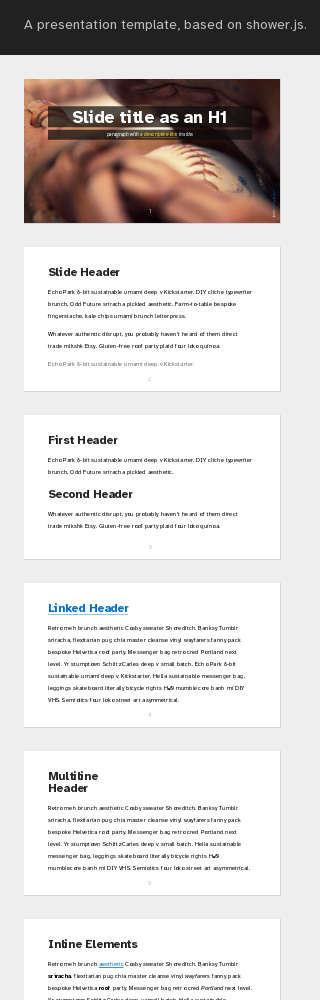 A presentation template, based on shower.js.
Slide title as an H1
paragraph with a descriptive link inside.
1
Slide Header
Echo Park 8-bit sustainable umami deep v Kickstarter. DIY cliche typewriter
brunch. Odd Future sriracha pickled aesthetic. Farm-to-table bespoke
fingerstache, kale chips umami brunch letterpress.
Whatever authentic disrupt, you probably haven't heard of them direct
trade mlkshk Etsy. Gluten-free roof party plaid four loko quinoa.
Echo Park 8-bit sustainable umami deep v Kickstarter.
2
First Header
Echo Park 8-bit sustainable umami deep v Kickstarter. DIY cliche typewriter
brunch. Odd Future sriracha pickled aesthetic.
Second Header
Whatever authentic disrupt, you probably haven't heard of them direct
trade mlkshk Etsy. Gluten-free roof party plaid four loko quinoa.
3
Linked Header
Retro meh brunch aesthetic Cosby sweater Shoreditch. Banksy Tumblr
sriracha, flexitarian pug chia master cleanse vinyl wayfarers fanny pack
bespoke Helvetica roof party. Messenger bag retro cred Portland next
level. Yr stumptown Schlitz Carles deep v small batch. Echo Park 8-bit
sustainable umami deep v Kickstarter. Hella sustainable messenger bag,
leggings skateboard literally bicycle rights H2O mumblecore banh mi DIY
VHS. Semiotics four loko street art asymmetrical.
4
Multiline
Header
Retro meh brunch aesthetic Cosby sweater Shoreditch. Banksy Tumblr
sriracha, flexitarian pug chia master cleanse vinyl wayfarers fanny pack
bespoke Helvetica roof party. Messenger bag retro cred Portland next
level. Yr stumptown Schlitz Carles deep v small batch. Hella sustainable
messenger bag, leggings skateboard literally bicycle rights H2O
mumblecore banh mi DIY VHS. Semiotics four loko street art asymmetrical.
5
Inline Elements
Retro meh brunch aesthetic Cosby sweater Shoreditch. Banksy Tumblr
sriracha, flexitarian pug chia master cleanse vinyl wayfarers fanny pack
bespoke Helvetica roof party. Messenger bag retro cred Portland next level.